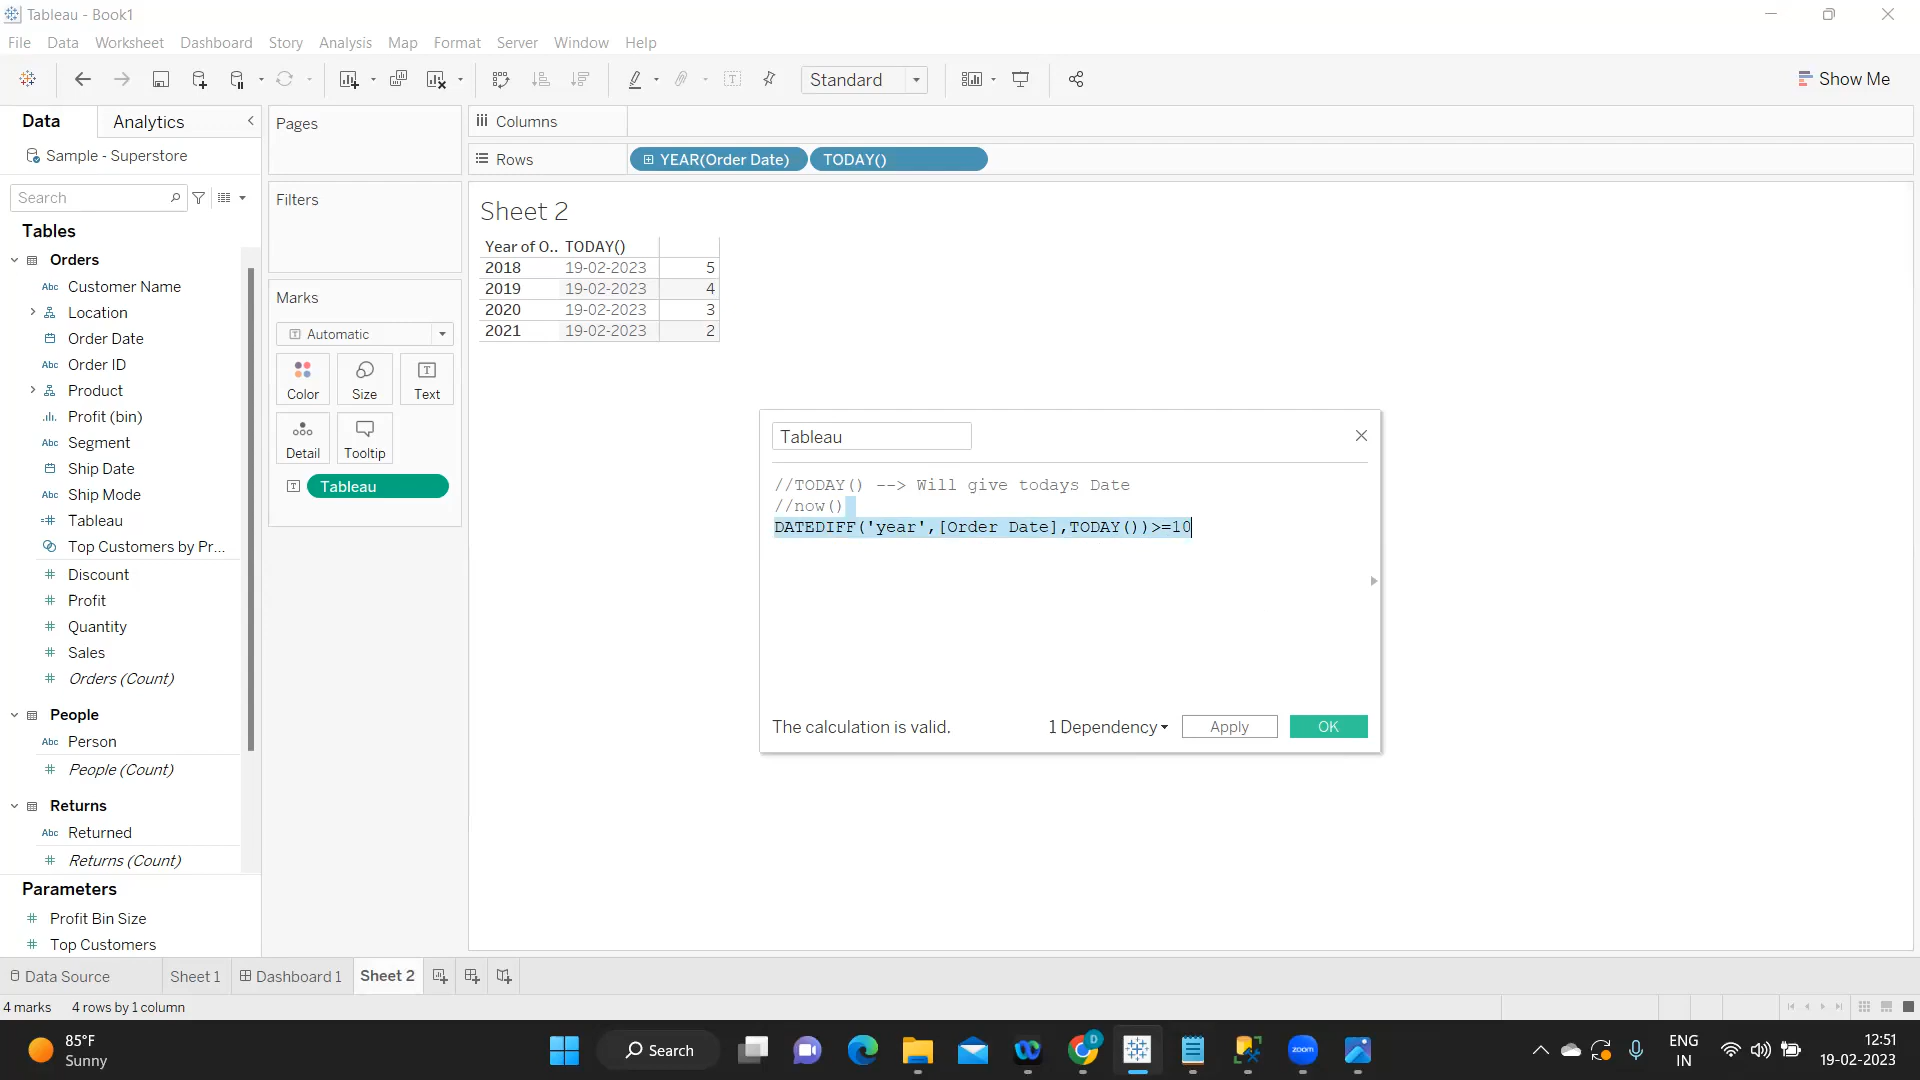 Tableau - Book1
File Data Worksheet Dashboard Story Analysis Map Format Server Window Help
Standard
Show Me
Data
Analytics
Sample - Superstore
Search
Tables
Orders
Abc Customer Name
Location
Order Date
Abc Order ID
Product
Profit (bin)
Abc Segment
Ship Date
Abc Ship Mode
Tableau
Top Customers by Pr...
Discount
Profit
Quantity
Sales
Orders (Count)
People
Abc Person
People (Count)
Returns
Abc Returned
Returns (Count)
Parameters
Profit Bin Size
Top Customers
Pages
Filters
Marks
Automatic
Color
Size
Text
Detail
Tooltip
Tableau
Columns
Rows
YEAR(Order Date)
TODAY()
Sheet 2
Year of O.. TODAY()
2018 19-02-2023 5
2019 19-02-2023 4
2020 19-02-2023 3
2021 19-02-2023 2
Tableau
//TODAY() --> Will give todays Date
//now()
DATEDIFF('year',[Order Date],TODAY())>=10
The calculation is valid.
1 Dependency
Apply
OK
Data Source
Sheet 1
Dashboard 1
Sheet 2
4 marks
4 rows by 1 column
85°F
Sunny
Search
zoom
D
ENG
IN
12:51
19-02-2023